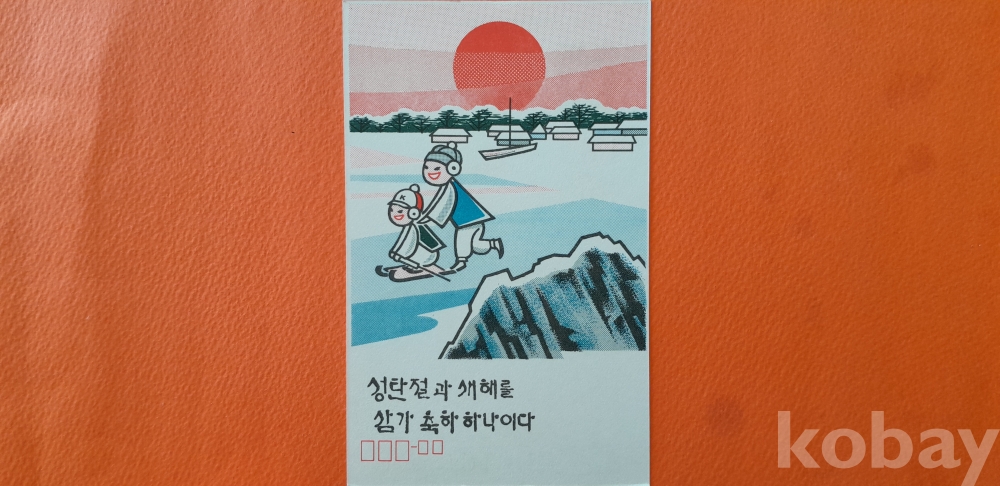 성탄절과 새해를
삼가 축하 하나이다
kobay